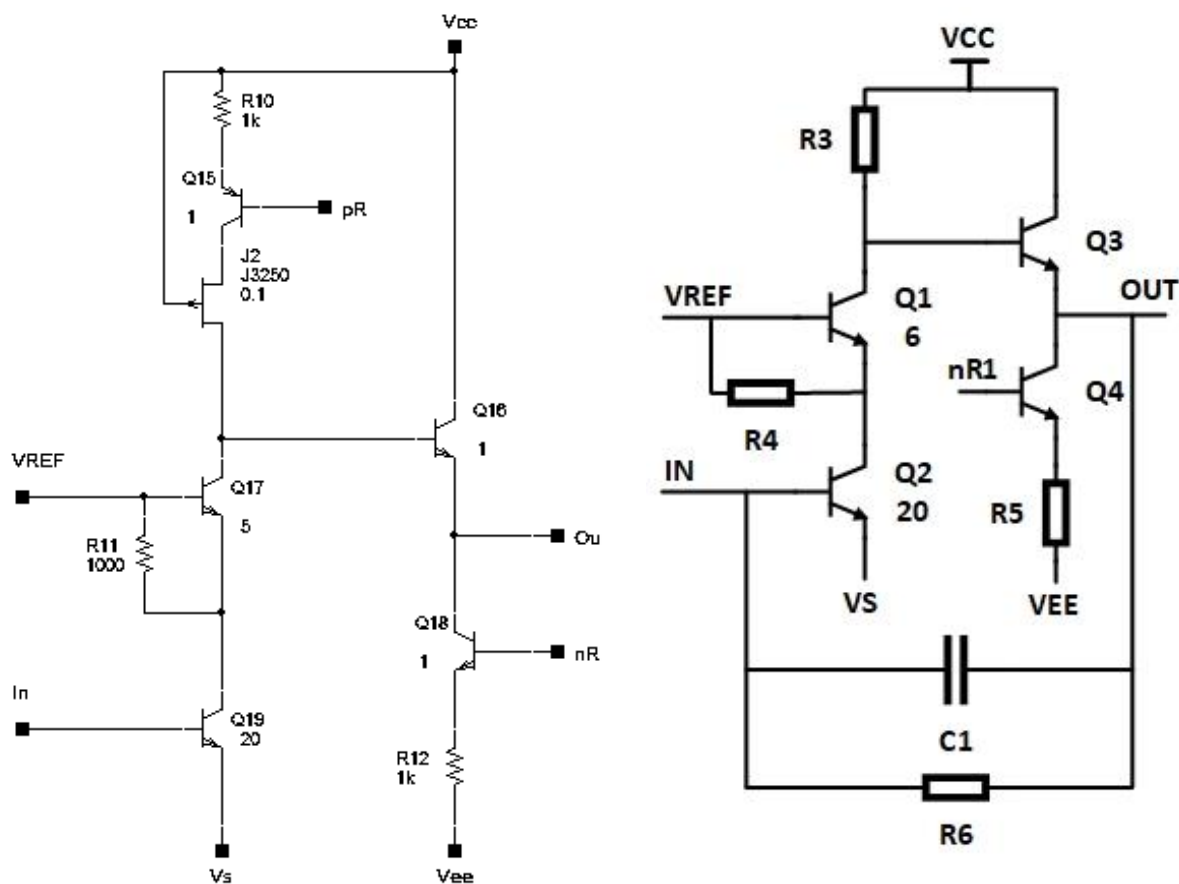 Vcc
R10
1k
Q15
1
pR
J2
J3250
0.1
Q16
1
VREF
Q17
5
R11
1000
Ou
Q18
1
nR
In
Q19
20
R12
1k
Vs
Vee
VCC
R3
Q3
VREF
Q1
6
OUT
nR1
Q4
R4
IN
Q2
20
R5
VS
VEE
C1
R6